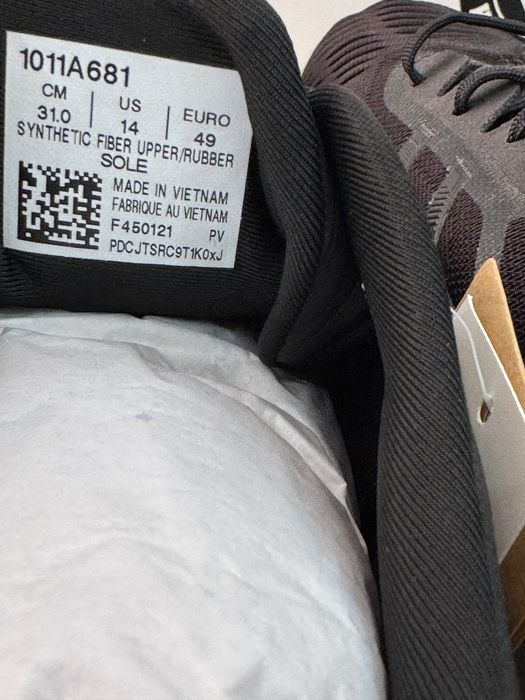 1011A681
CM | US | EURO
31.0 | 14 | 49
SYNTHETIC FIBER UPPER/RUBBER
SOLE
MADE IN VIETNAM
FABRIQUE AU VIETNAM
F450121 PV
PDCJTSRC9T1K0xJ